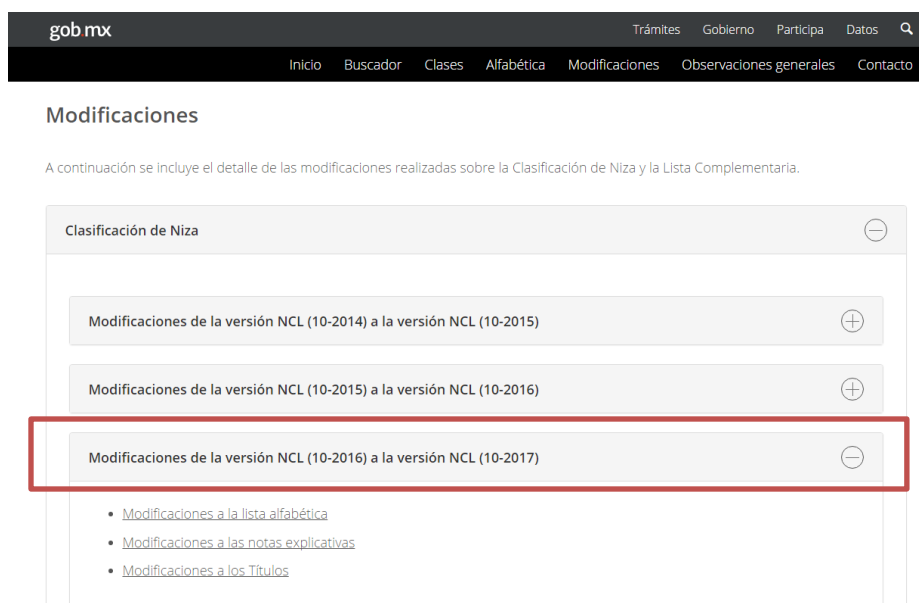 gob.mx
Trámites Gobierno Participa Datos
Inicio Buscador Clases Alfabética Modificaciones Observaciones generales Contacto
Modificaciones
A continuación se incluye el detalle de las modificaciones realizadas sobre la Clasificación de Niza y la Lista Complementaria.
Clasificación de Niza
Modificaciones de la versión NCL (10-2014) a la versión NCL (10-2015)
Modificaciones de la versión NCL (10-2015) a la versión NCL (10-2016)
Modificaciones de la versión NCL (10-2016) a la versión NCL (10-2017)
• Modificaciones a la lista alfabética
• Modificaciones a las notas explicativas
• Modificaciones a los Títulos